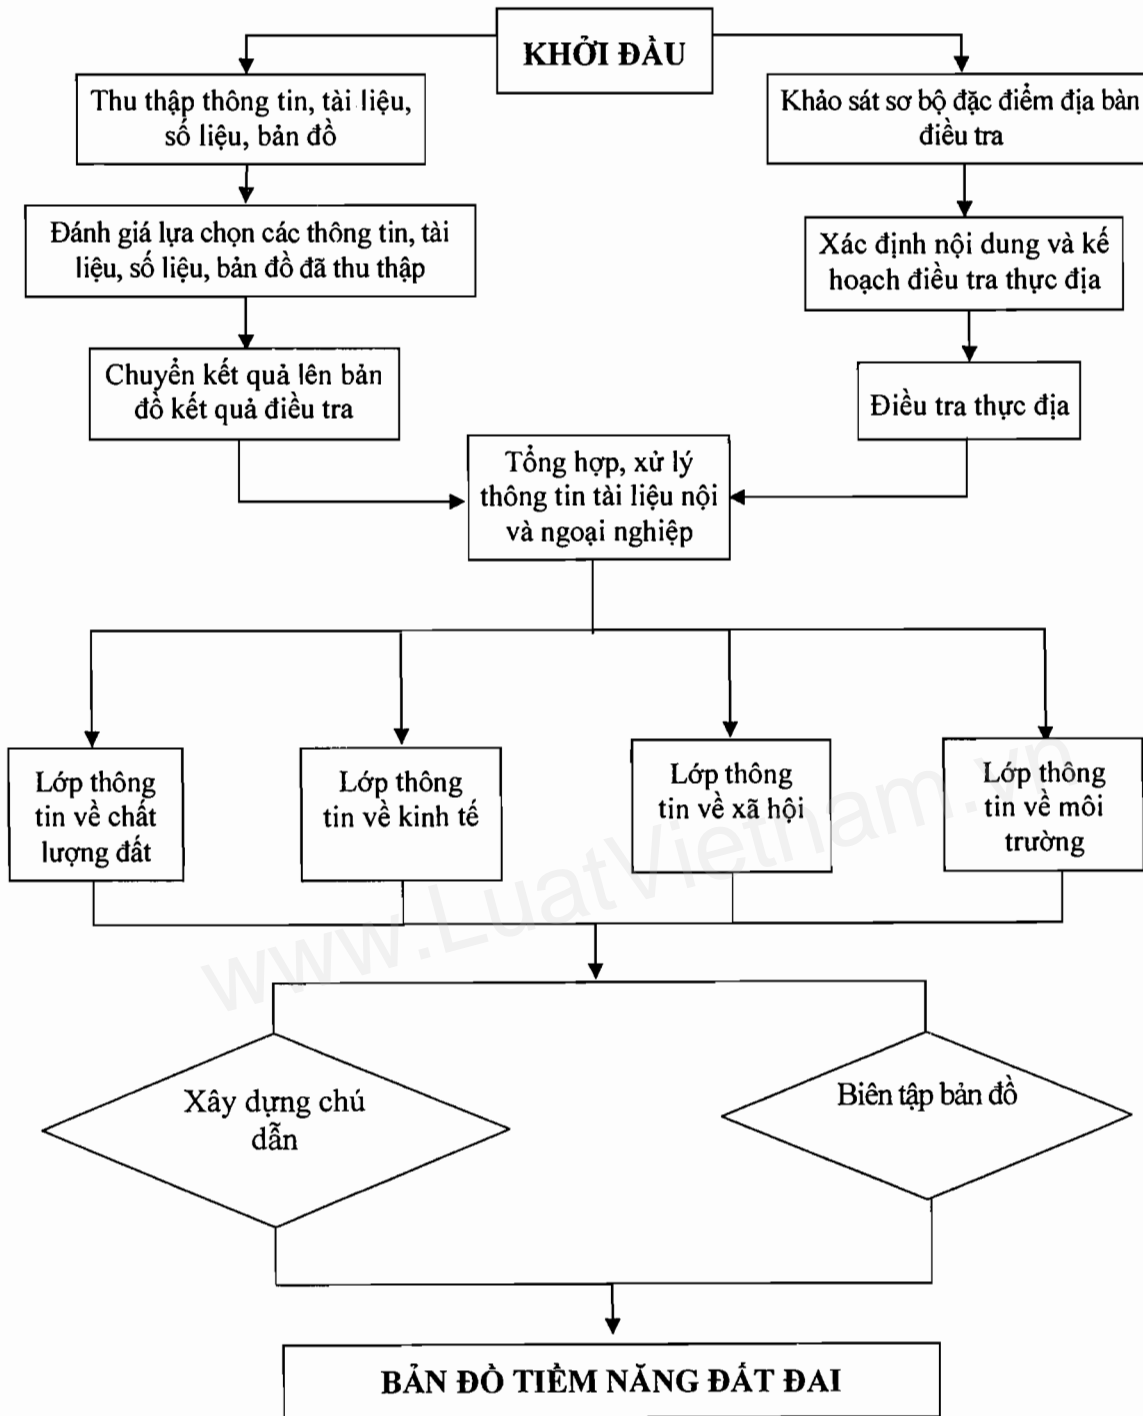 KHỞI ĐẦU
Thu thập thông tin, tài liệu,
số liệu, bản đồ
Khảo sát sơ bộ đặc điểm địa bàn
điều tra
Đánh giá lựa chọn các thông tin, tài
liệu, số liệu, bản đồ đã thu thập
Xác định nội dung và kế
hoạch điều tra thực địa
Chuyển kết quả lên bản
đồ kết quả điều tra
Điều tra thực địa
Tổng hợp, xử lý
thông tin tài liệu nội
và ngoại nghiệp
Lớp thông
tin về chất
lượng đất
Lớp thông
tin về kinh tế
Lớp thông
tin về xã hội
Lớp thông
tin về môi
trường
www.LuatVietnam.vn
Xây dựng chú
dẫn
Biên tập bản đồ
BẢN ĐỒ TIỀM NĂNG ĐẤT ĐAI